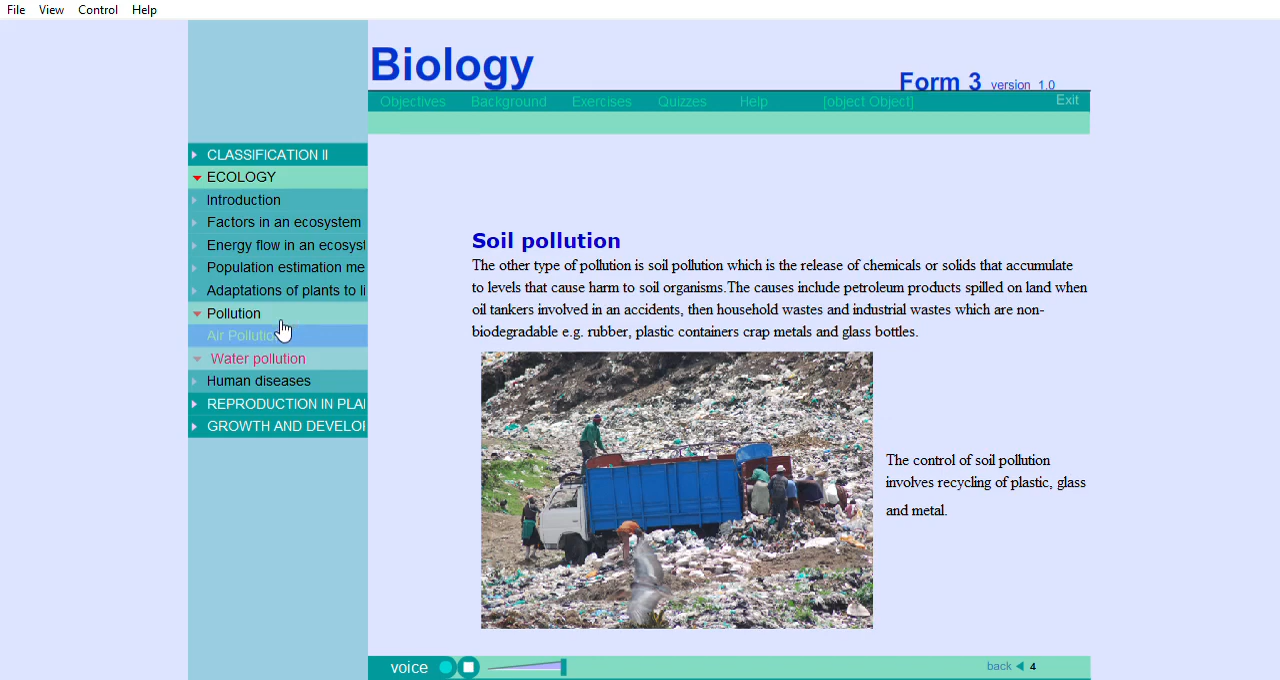 File View Control Help
Biology
Form 3 version 1.0
Objectives Background Exercises Quizzes Help [object Object] Exit
CLASSIFICATION II
ECOLOGY
Introduction
Factors in an ecosystem
Energy flow in an ecosyst
Population estimation me
Adaptations of plants to li
Pollution
Air Pollution
Water pollution
Human diseases
REPRODUCTION IN PLA
GROWTH AND DEVELO
Soil pollution
The other type of pollution is soil pollution which is the release of chemicals or solids that accumulate
to levels that cause harm to soil organisms.The causes include petroleum products spilled on land when
oil tankers involved in an accidents, then household wastes and industrial wastes which are non-
biodegradable e.g. rubber, plastic containers crap metals and glass bottles.
The control of soil pollution
involves recycling of plastic, glass
and metal.
voice
back 4